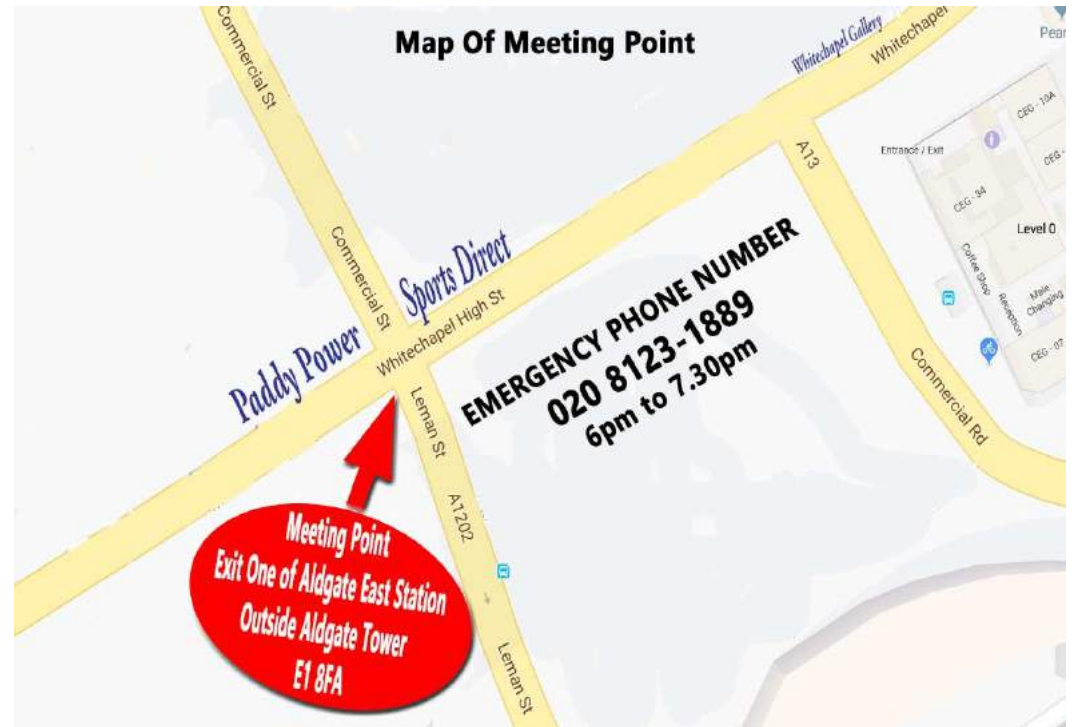 Map Of Meeting Point
Commercial St
Whitechapel Gallery
Whitechapel
Pear
A13
Entrance / Exit
CEG - 19A
CEG -
CEG - 34
Level 0
Coffee Shop
Reception
Male
Changing
CEG - 07
Commercial St
Sports Direct
Paddy Power
Whitechapel High St
EMERGENCY PHONE NUMBER
020 8123-1889
6pm to 7.30pm
Commercial Rd
Leman St
A1202
Meeting Point
Exit One of Aldgate East Station
Outside Aldgate Tower
E1 8FA
Leman St